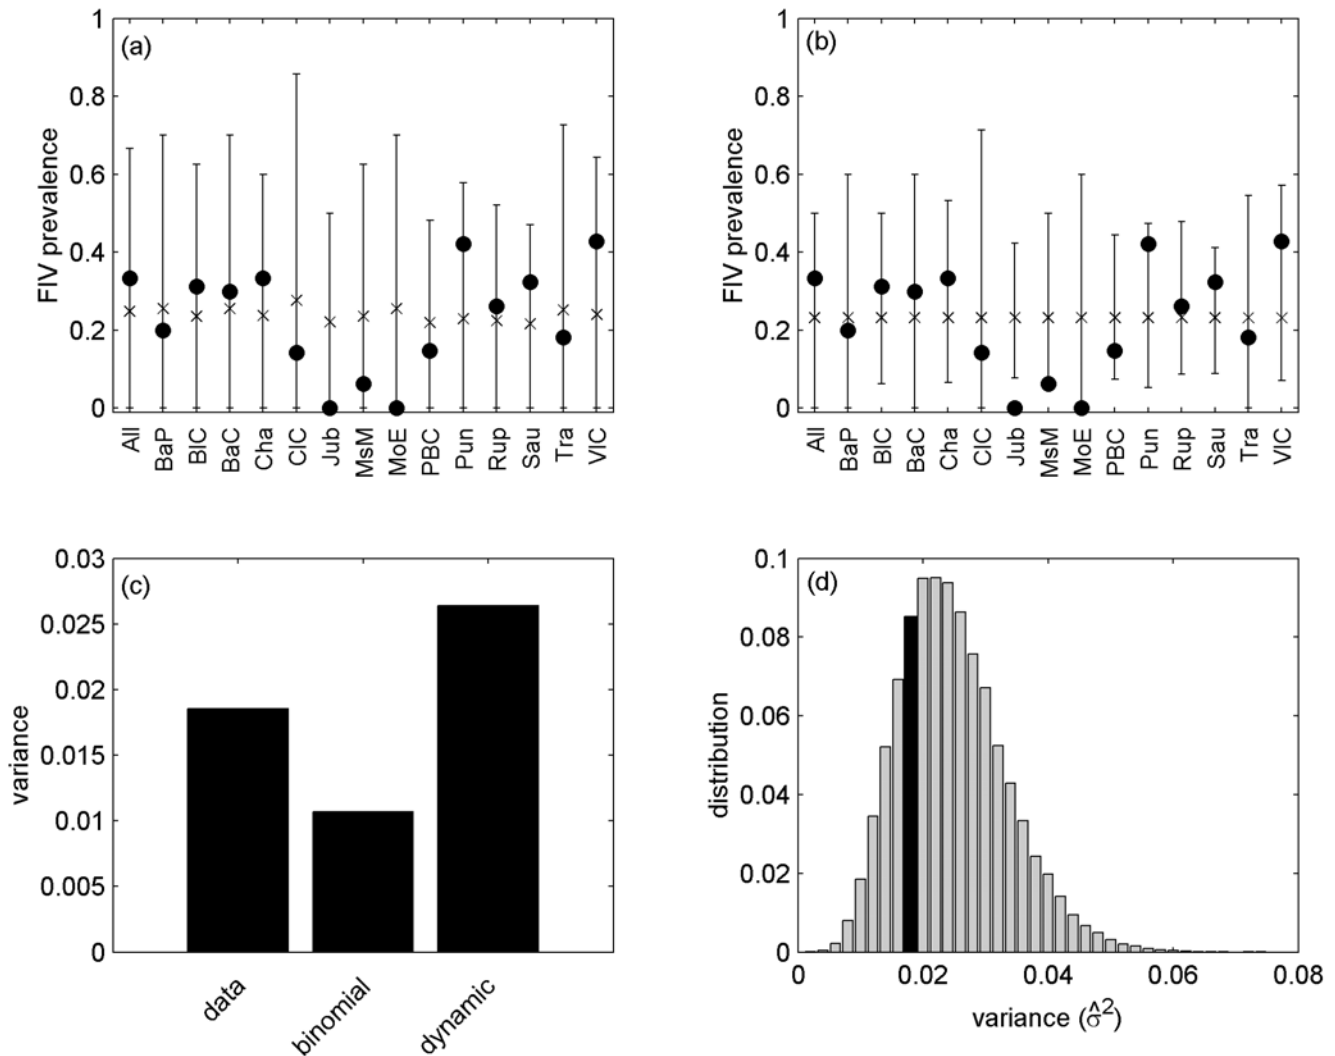 (a)
FIV prevalence
1
0.8
0.6
0.4
0.2
0
All BaP BlC BaC Cha ClC Jub MsM MoE PBC Pun Rup Sau Tra VIC
(b)
FIV prevalence
1
0.8
0.6
0.4
0.2
0
All BaP BlC BaC Cha ClC Jub MsM MoE PBC Pun Rup Sau Tra VIC
(c)
variance
0.03
0.025
0.02
0.015
0.01
0.005
0
data binomial dynamic
(d)
distribution
0.1
0.08
0.06
0.04
0.02
0
0 0.02 0.04 0.06 0.08
variance (σ̂²)